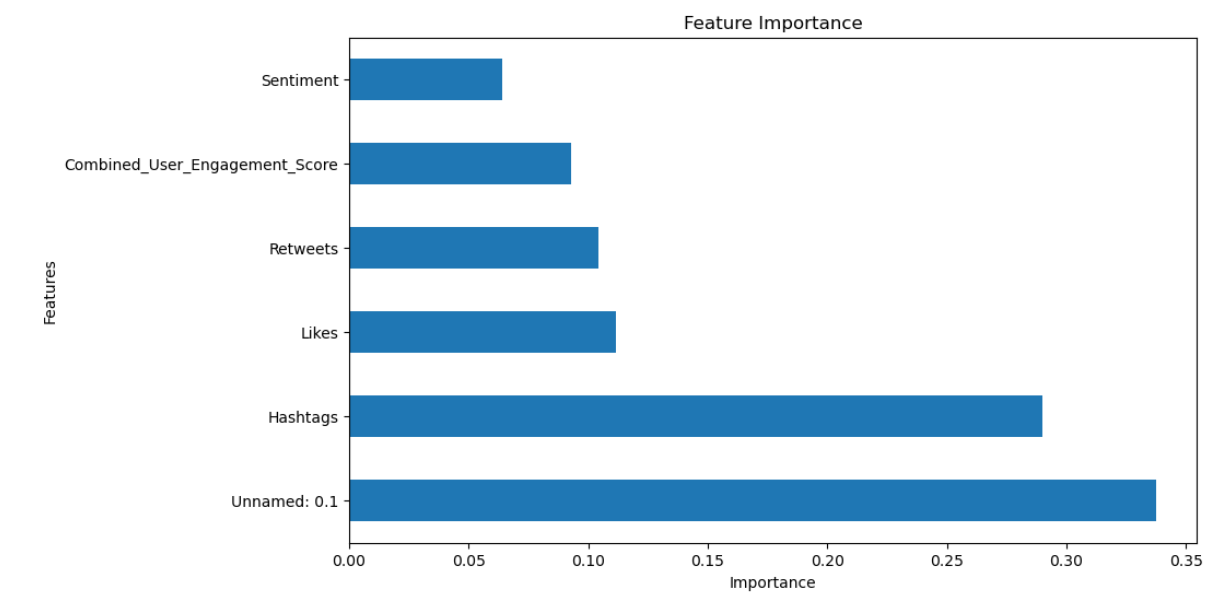 Feature Importance
Sentiment
Combined_User_Engagement_Score
Retweets
Likes
Hashtags
Unnamed: 0.1
Features
0.00 0.05 0.10 0.15 0.20 0.25 0.30 0.35
Importance